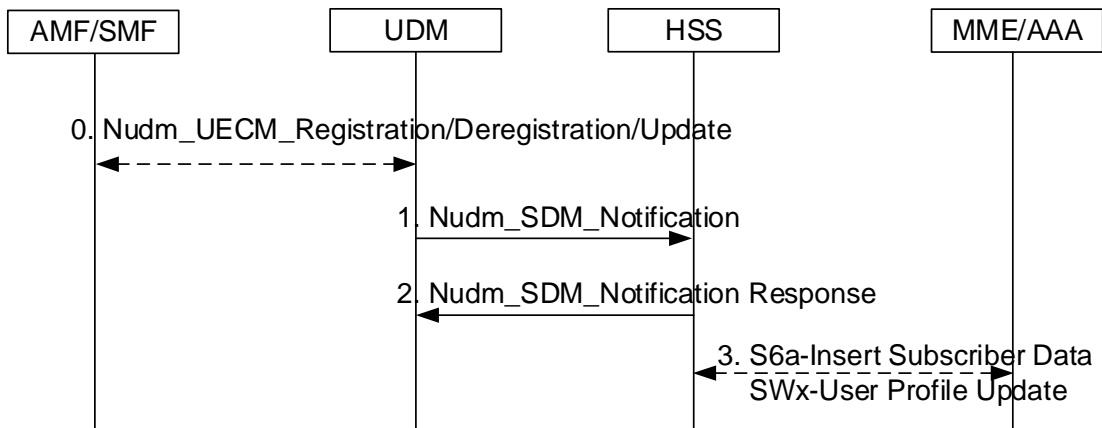 AMF/SMF
UDM
HSS
MME/AAA
0. Nudm_UECM_Registration/Deregistration/Update
1. Nudm_SDM_Notification
2. Nudm_SDM_Notification Response
3. S6a-Insert Subscriber Data
SWx-User Profile Update